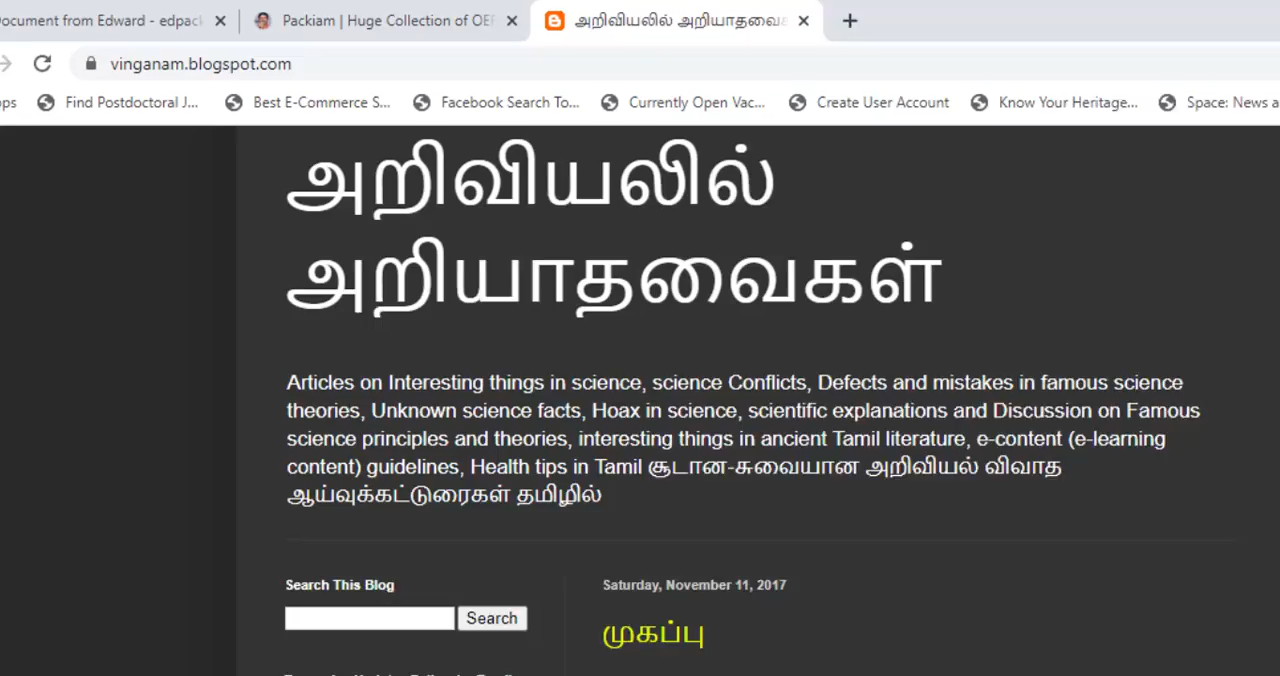 ocument from Edward - edpack
Packiam | Huge Collection of OER
அறிவியலில் அறியாதவைக
vinganam.blogspot.com
ps
Find Postdoctoral J...
Best E-Commerce S...
Facebook Search To...
Currently Open Vac...
Create User Account
Know Your Heritage...
Space: News a
அறிவியலில்
அறியாதவைகள்
Articles on Interesting things in science, science Conflicts, Defects and mistakes in famous science
theories, Unknown science facts, Hoax in science, scientific explanations and Discussion on Famous
science principles and theories, interesting things in ancient Tamil literature, e-content (e-learning
content) guidelines, Health tips in Tamil சூடான-சுவையான அறிவியல் விவாத
ஆய்வுக்கட்டுரைகள் தமிழில்
Search This Blog
Search
Saturday, November 11, 2017
முகப்பு